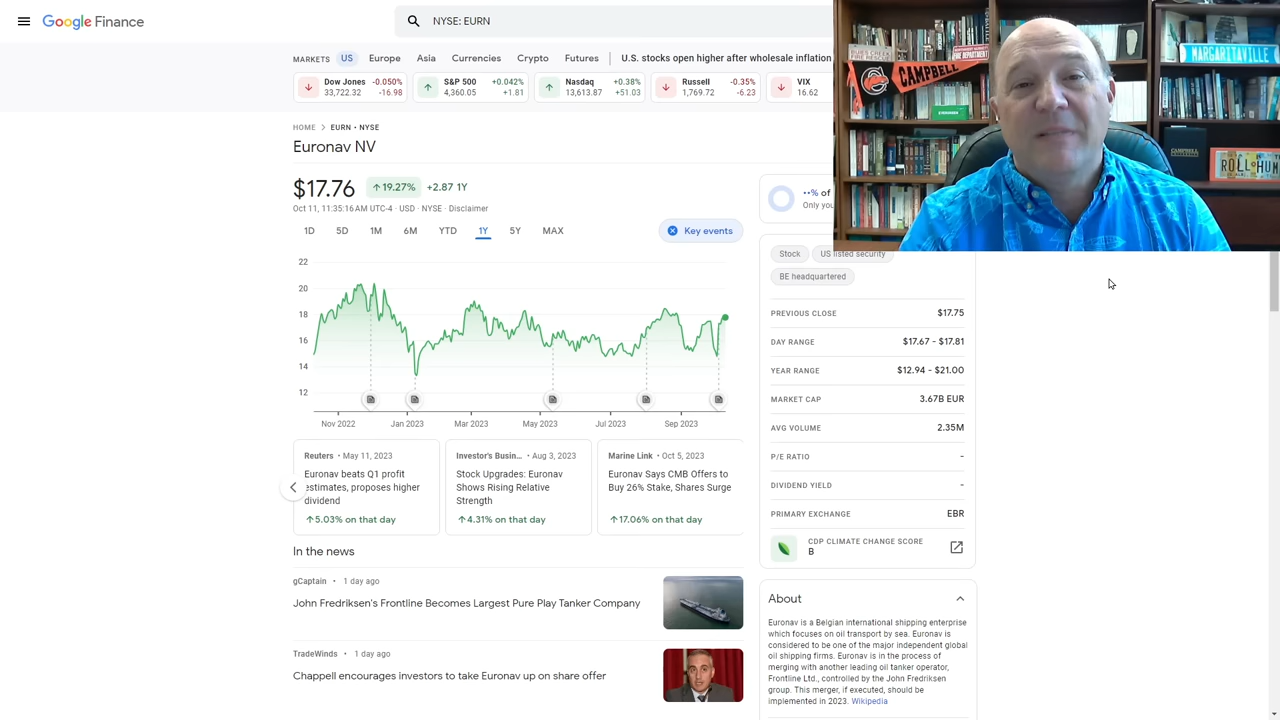 Google Finance
NYSE: EURN
MARKETS US Europe Asia Currencies Crypto Futures U.S. stocks open higher after wholesale inflation
Dow Jones -0.050%
33,722.32 -16.98
S&P 500 +0.042%
4,360.05 +1.81
Nasdaq +0.38%
13,613.87 +51.03
Russell -0.35%
1,769.72 -6.23
VIX
16.62
HOME > EURN • NYSE
Euronav NV
$17.76 ↑19.27% +2.87 1Y
Oct 11, 11:35:16 AM UTC-4 · USD · NYSE · Disclaimer
1D 5D 1M 6M YTD 1Y 5Y MAX
Key events
22
20
18
16
14
12
Nov 2022 Jan 2023 Mar 2023 May 2023 Jul 2023 Sep 2023
Reuters • May 11, 2023
Euronav beats Q1 profit
estimates, proposes higher
dividend
↑5.03% on that day
Investor's Busin... • Aug 3, 2023
Stock Upgrades: Euronav
Shows Rising Relative
Strength
↑4.31% on that day
Marine Link • Oct 5, 2023
Euronav Says CMB Offers to
Buy 26% Stake, Shares Surge
↑17.06% on that day
In the news
gCaptain • 1 day ago
John Fredriksen's Frontline Becomes Largest Pure Play Tanker Company
TradeWinds • 1 day ago
Chappell encourages investors to take Euronav up on share offer
••% of
Only you
Stock US listed security
BE headquartered
PREVIOUS CLOSE $17.75
DAY RANGE $17.67 - $17.81
YEAR RANGE $12.94 - $21.00
MARKET CAP 3.67B EUR
AVG VOLUME 2.35M
P/E RATIO -
DIVIDEND YIELD -
PRIMARY EXCHANGE EBR
CDP CLIMATE CHANGE SCORE
B
About
Euronav is a Belgian international shipping enterprise
which focuses on oil transport by sea. Euronav is
considered to be one of the major independent global
oil shipping firms. Euronav is in the process of
merging with another leading oil tanker operator,
Frontline Ltd., controlled by the John Fredriksen
group. This merger, if executed, should be
implemented in 2023. Wikipedia
CAMPBELL
MARGARITAVILLE
EVERGREEN
CAMPBELL
ROLL HUM